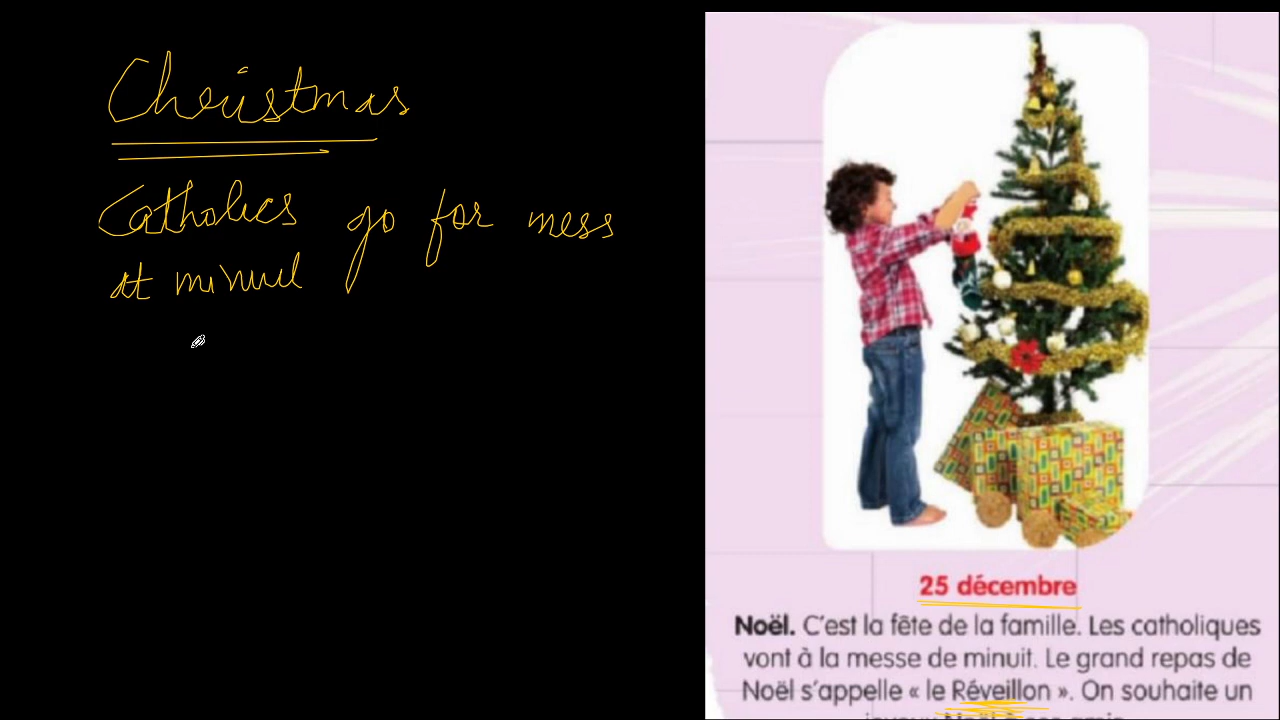 Christmas
Catholics go for mess
at minuit
25 décembre
Noël. C'est la fête de la famille. Les catholiques
vont à la messe de minuit. Le grand repas de
Noël s'appelle « le Réveillon ». On souhaite un